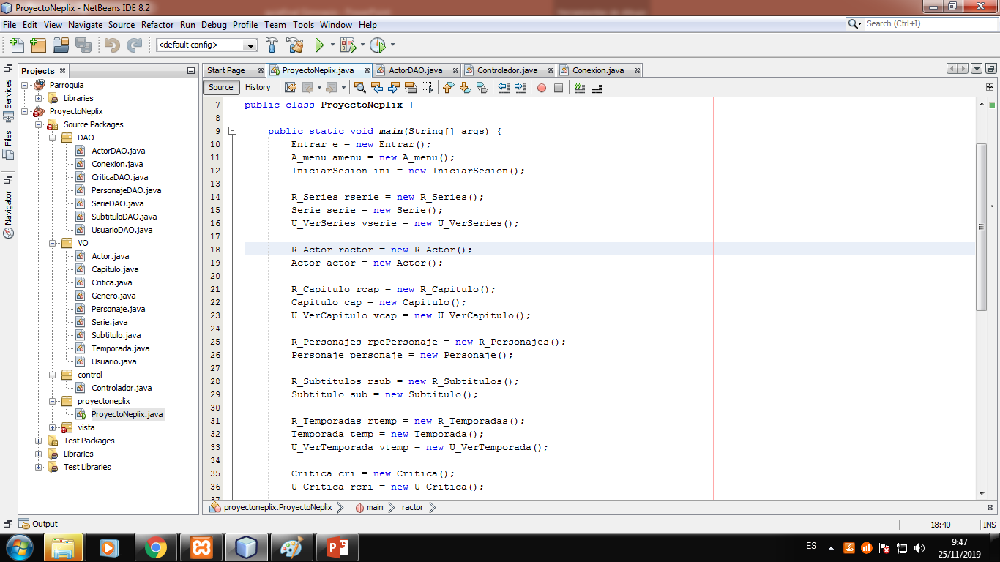 ProyectoNeplix - NetBeans IDE 8.2
File Edit View Navigate Source Refactor Run Debug Profile Team Tools Window Help
Search (Ctrl+I)
<default config>
Services
Files
Navigator
Projects
Parroquia
Libraries
ProyectoNeplix
Source Packages
DAO
ActorDAO.java
Conexion.java
CriticaDAO.java
PersonajeDAO.java
SerieDAO.java
SubtituloDAO.java
UsuarioDAO.java
VO
Actor.java
Capitulo.java
Critica.java
Genero.java
Personaje.java
Serie.java
Subtitulo.java
Temporada.java
Usuario.java
control
Controlador.java
proyectoneplix
ProyectoNeplix.java
vista
Test Packages
Libraries
Test Libraries
Start Page ProyectoNeplix.java ActorDAO.java Controlador.java Conexion.java
Source History
7 public class ProyectoNeplix {
8
9 public static void main(String[] args) {
10 Entrar e = new Entrar();
11 A_menu amenu = new A_menu();
12 IniciarSesion ini = new IniciarSesion();
13
14 R_Series rserie = new R_Series();
15 Serie serie = new Serie();
16 U_VerSeries vserie = new U_VerSeries();
17
18 R_Actor ractor = new R_Actor();
19 Actor actor = new Actor();
20
21 R_Capitulo rcap = new R_Capitulo();
22 Capitulo cap = new Capitulo();
23 U_VerCapitulo vcap = new U_VerCapitulo();
24
25 R_Personajes rpePersonaje = new R_Personajes();
26 Personaje personaje = new Personaje();
27
28 R_Subtitulos rsub = new R_Subtitulos();
29 Subtitulo sub = new Subtitulo();
30
31 R_Temporadas rtemp = new R_Temporadas();
32 Temporada temp = new Temporada();
33 U_VerTemporada vtemp = new U_VerTemporada();
34
35 Critica cri = new Critica();
36 U_Critica rcri = new U_Critica();
proyectoneplix.ProyectoNeplix main ractor
Output
18:40 INS
ES
9:47
25/11/2019